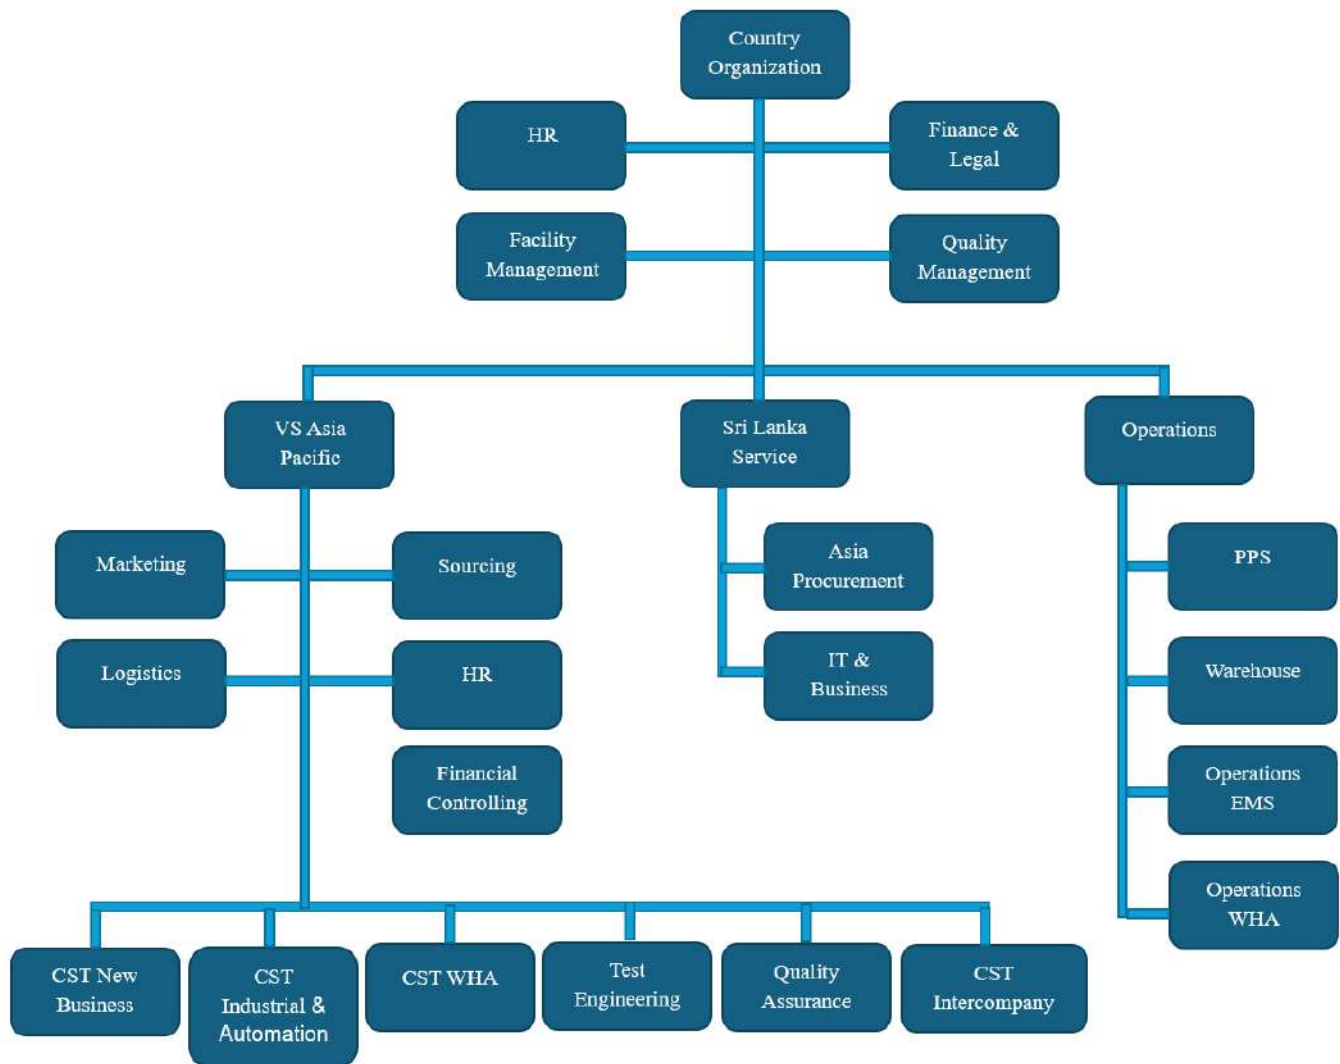 Country
Organization
HR
Finance &
Legal
Facility
Management
Quality
Management
VS Asia
Pacific
Sri Lanka
Service
Operations
Marketing
Sourcing
Asia
Procurement
PPS
Logistics
HR
IT &
Business
Warehouse
Financial
Controlling
Operations
EMS
Operations
WHA
CST New
Business
CST
Industrial &
Automation
CST WHA
Test
Engineering
Quality
Assurance
CST
Intercompany